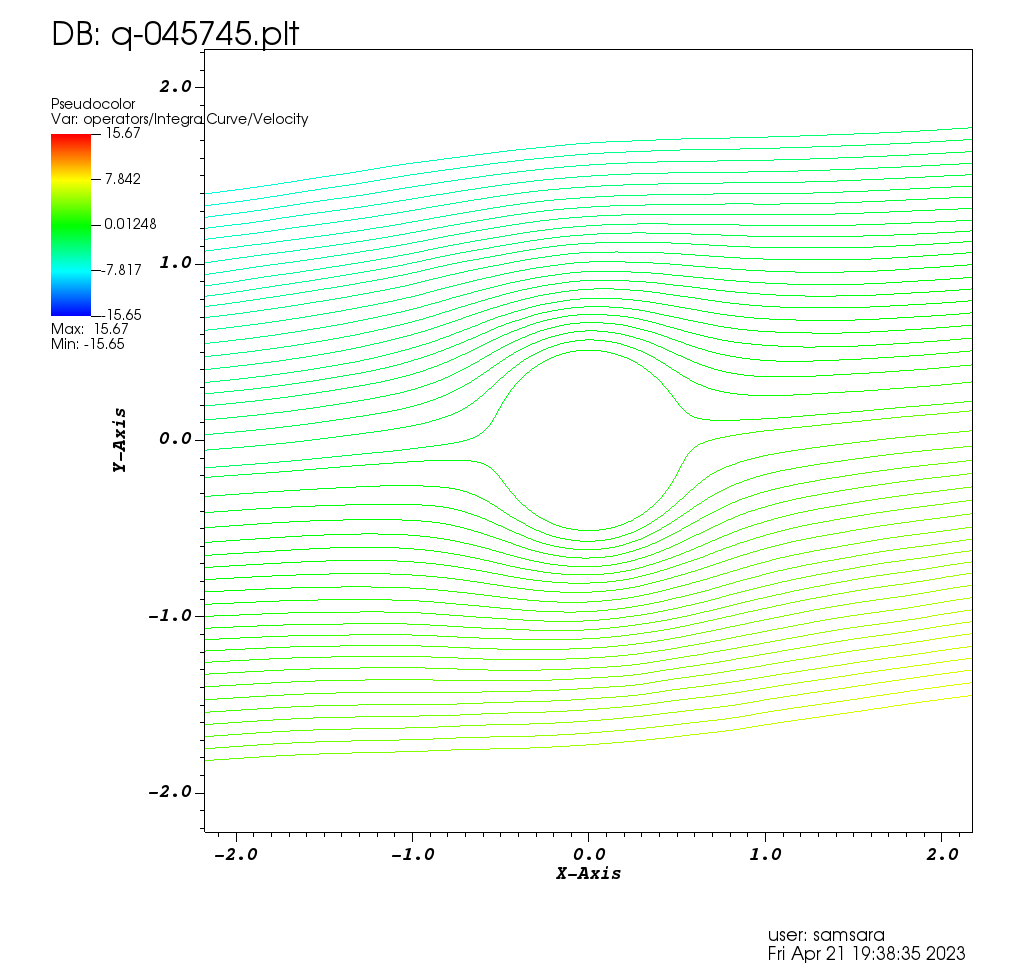 DB: q-045745.plt
Pseudocolor
Var: operators/IntegralCurve/Velocity
15.67
7.842
0.01248
-7.817
-15.65
Max: 15.67
Min: -15.65
2.0
1.0
0.0
-1.0
-2.0
Y-Axis
-2.0 -1.0 0.0 1.0 2.0
X-Axis
user: samsara
Fri Apr 21 19:38:35 2023